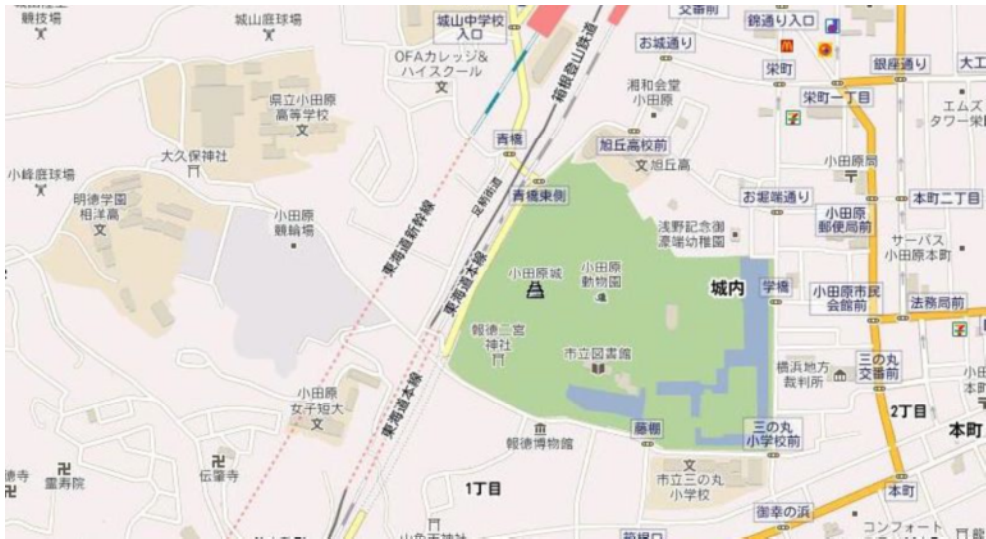 競技場
城山庭球場
城山中学校
入口
OFAカレッジ&
ハイスクール
箱根登山鉄道
お城通り
交番前
錦通り入口
栄町
銀座通り
大工
栄町一丁目
エムズ
タワー栄町
湘和会堂
小田原
県立小田原
高等学校
大久保神社
青橋
旭丘高校前
旭丘高
小田原局
小峰庭球場
明徳学園
相洋高
小田原
競輪場
足柄街道
青橋東側
お堀端通り
小田原
郵便局前
本町二丁目
浅野記念御
濠端幼稚園
サーパス
小田原本町
東海道新幹線
東海道本線
小田原城
小田原
動物園
城内
学橋
小田原市民
会館前
法務局前
報徳二宮
神社
市立図書館
横浜地方
裁判所
三の丸
交番前
小田原
女子短大
東海道本線
報徳博物館
藤棚
三の丸
小学校前
2丁目
本町
徳寺
霊寿院
伝肇寺
1丁目
市立三の丸
小学校
本町
御幸の浜
箱根口
コンフォート